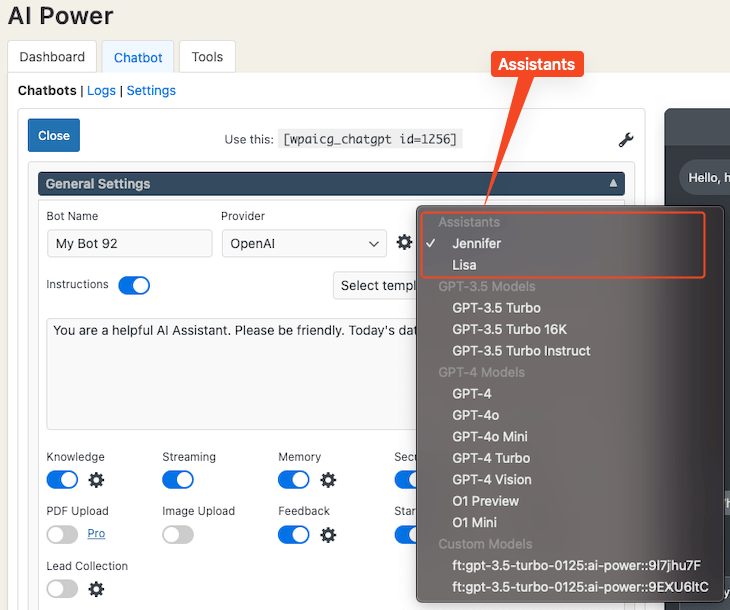 AI Power
Dashboard Chatbot Tools
Assistants
Chatbots | Logs | Settings
Close
Use this: [wpaicg_chatgpt id=1256]
Hello, h
General Settings
Bot Name Provider
My Bot 92 OpenAI
Instructions Select templ
You are a helpful AI Assistant. Please be friendly. Today's dat
Knowledge Streaming Memory Secu
PDF Upload Image Upload Feedback Star
Pro
Lead Collection
Assistants
✓ Jennifer
Lisa
GPT-3.5 Models
GPT-3.5 Turbo
GPT-3.5 Turbo 16K
GPT-3.5 Turbo Instruct
GPT-4 Models
GPT-4
GPT-4o
GPT-4o Mini
GPT-4 Turbo
GPT-4 Vision
O1 Preview
O1 Mini
Custom Models
ft:gpt-3.5-turbo-0125:ai-power::9I7jhu7F
ft:gpt-3.5-turbo-0125:ai-power::9EXU6ltC